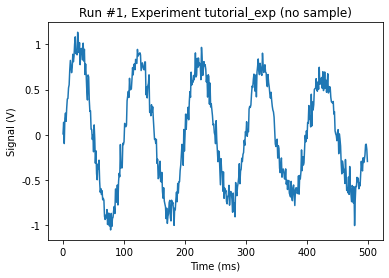 Run #1, Experiment tutorial_exp (no sample)
1
0.5
0
-0.5
-1
Signal (V)
0 100 200 300 400 500
Time (ms)